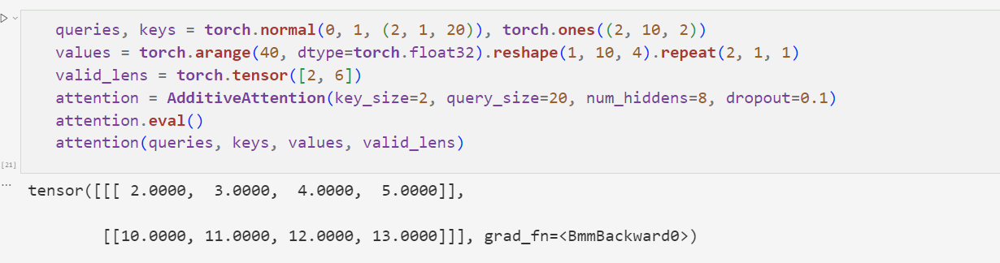 queries, keys = torch.normal(0, 1, (2, 1, 20)), torch.ones((2, 10, 2))
values = torch.arange(40, dtype=torch.float32).reshape(1, 10, 4).repeat(2, 1, 1)
valid_lens = torch.tensor([2, 6])
attention = AdditiveAttention(key_size=2, query_size=20, num_hiddens=8, dropout=0.1)
attention.eval()
attention(queries, keys, values, valid_lens)
[21]
... tensor([[[ 2.0000,  3.0000,  4.0000,  5.0000]],
[[10.0000, 11.0000, 12.0000, 13.0000]]], grad_fn=<BmmBackward0>)